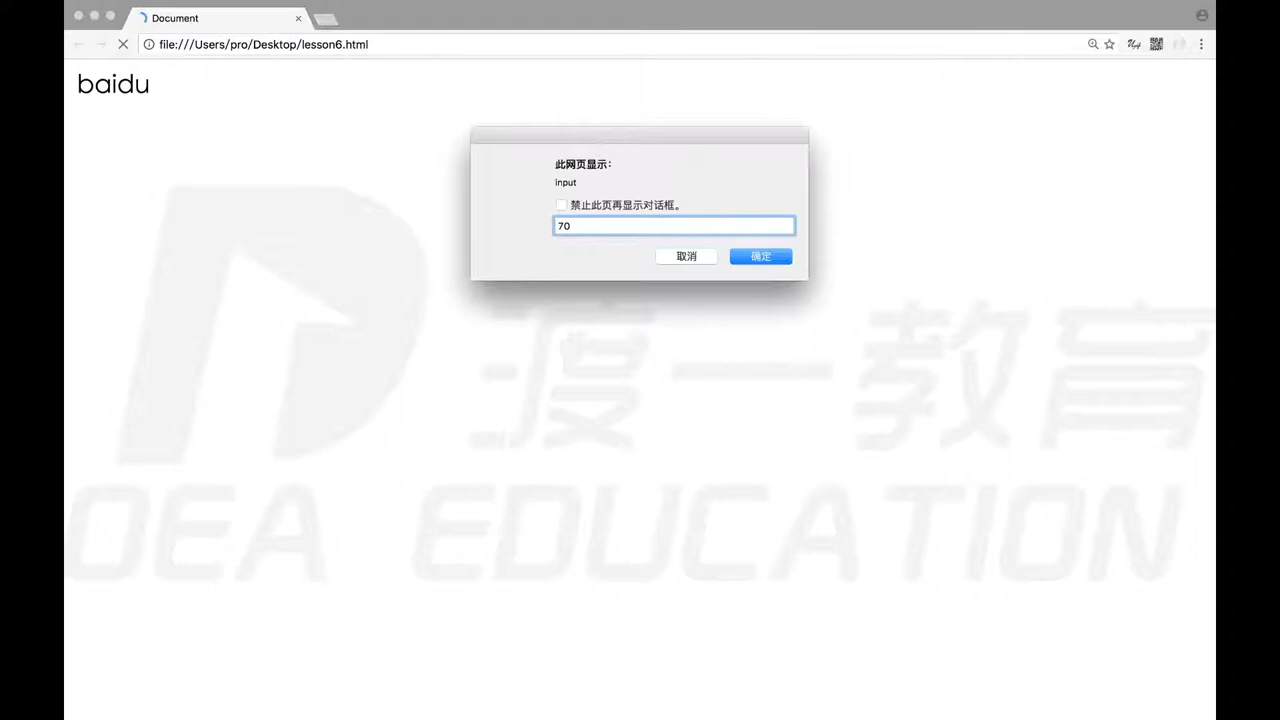 Document
file:///Users/pro/Desktop/lesson6.html
baidu
此网页显示：
input
禁止此页再显示对话框。
70
取消
确定
渡一教育
DEA EDUCATION